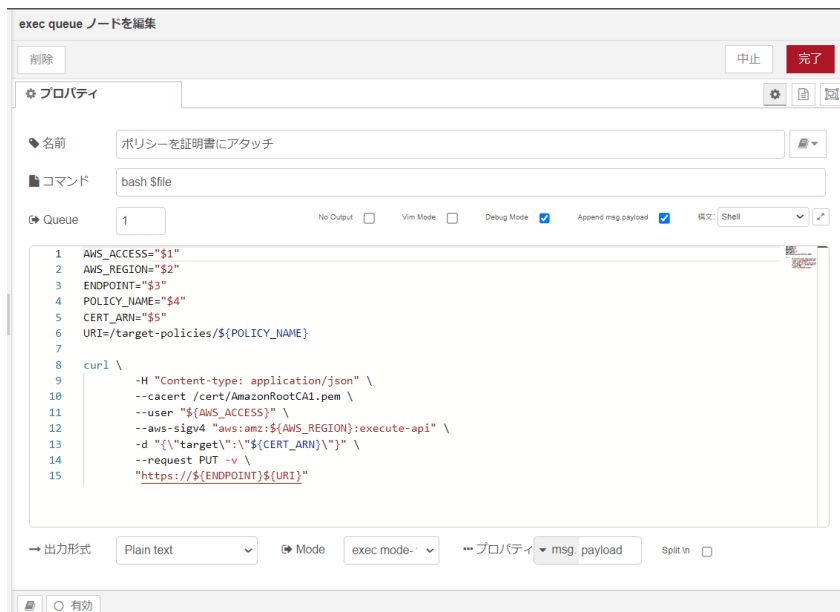 exec queue ノードを編集
削除
中止
完了
プロパティ
名前
ポリシーを証明書にアタッチ
コマンド
bash $file
Queue
1
No Output
Vim Mode
Debug Mode
Append msg.payload
構文:
Shell
1 AWS_ACCESS="$1"
2 AWS_REGION="$2"
3 ENDPOINT="$3"
4 POLICY_NAME="$4"
5 CERT_ARN="$5"
6 URI=/target-policies/${POLICY_NAME}
7
8 curl \
9 -H "Content-type: application/json" \
10 --cacert /cert/AmazonRootCA1.pem \
11 --user "${AWS_ACCESS}" \
12 --aws-sigv4 "aws:amz:${AWS_REGION}:execute-api" \
13 -d "{\"target\":\"${CERT_ARN}\"}" \
14 --request PUT -v \
15 "https://${ENDPOINT}${URI}"
出力形式
Plain text
Mode
exec mode-
プロパティ
msg. payload
Split \n
有効